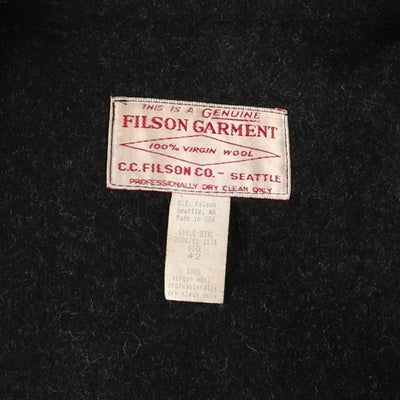 THIS IS A GENUINE
FILSON GARMENT
100% VIRGIN WOOL
C.C. FILSON CO. - SEATTLE
PROFESSIONALLY DRY CLEAN ONLY
C.C. Filson
Seattle, WA
Made in USA
STYLE SIZE
SIZE
42
100%
virgin wool
professionally
dry clean only